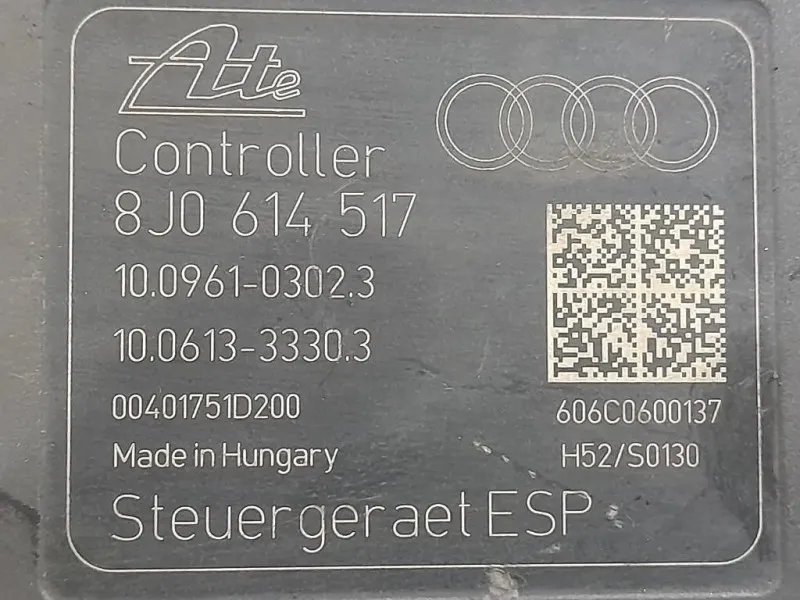 Ate
Controller
8J0 614 517
10.0961-0302.3
10.0613-3330.3
00401751D200
606C0600137
Made in Hungary
H52/S0130
Steuergeraet ESP